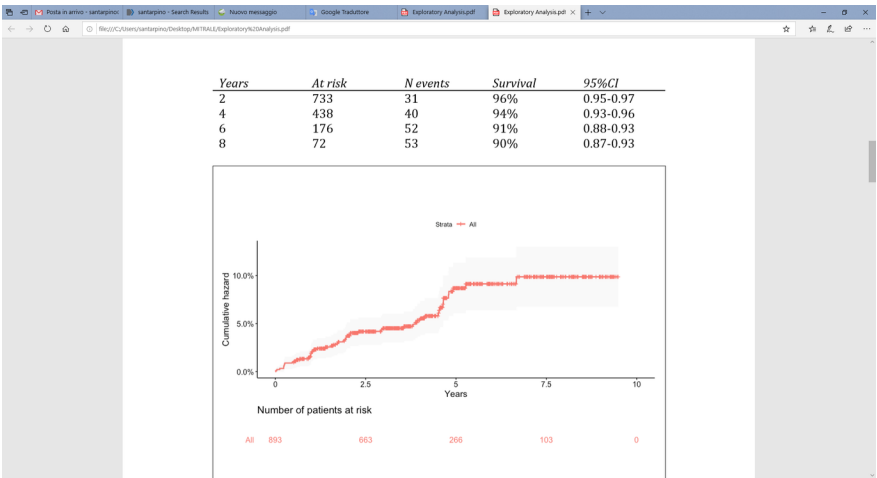 Posta in arrivo - santarpinoc
santarpino - Search Results
Nuovo messaggio
Google Traduttore
Exploratory Analysis.pdf
Exploratory Analysis.pdf
file:///C:/Users/santarpino/Desktop/MITRALE/Exploratory%20Analysis.pdf
Years At risk N events Survival 95%CI
2 733 31 96% 0.95-0.97
4 438 40 94% 0.93-0.96
6 176 52 91% 0.88-0.93
8 72 53 90% 0.87-0.93
Strata All
Cumulative hazard
10.0%
5.0%
0.0%
0 2.5 5 7.5 10
Years
Number of patients at risk
All 893 663 266 103 0